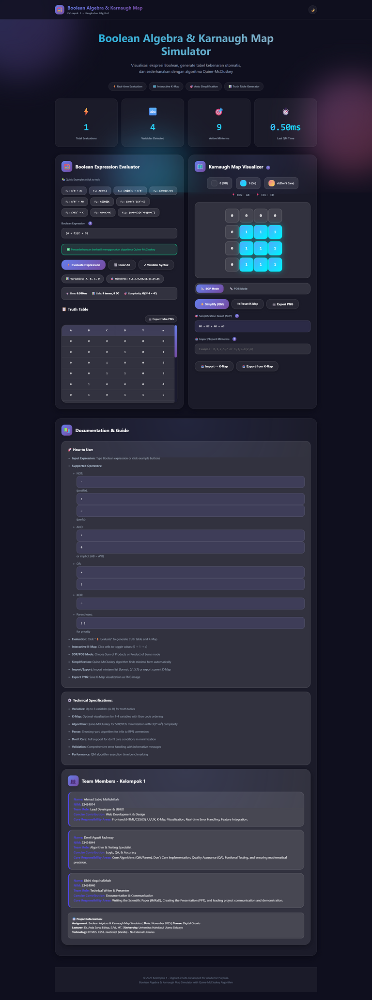 Boolean Algebra & Karnaugh Map
Kelompok 1 — Rangkaian Digital
Boolean Algebra & Karnaugh Map
Simulator
Visualisasi ekspresi Boolean, generate tabel kebenaran otomatis,
dan sederhanakan dengan algoritma Quine-McCluskey
Real-time Evaluation
Interactive K-Map
Auto Simplification
Truth Table Generator
1
Total Evaluations
abc
4
Variables Detected
9
Active Minterms
0.50ms
Last QM Time
Boolean Expression Evaluator
Quick Examples (click to try):
F₁: A'B + AC
F₂: A(B+C)
F₃: (A⊕B)C + A'B'
F₄: (A+B)(C+D)
F₅: A'B' + AB
F₆: A⊕B⊕C
F₇: (A+B'C')(A'+C)
F₈: (AB)' + C
F₉: AB+AC+BC
F₁₀: (A+B+C)(A'+B)(B+C')
Boolean Expression ?
(A + B)(C + D)
✅ Penyederhanaan berhasil menggunakan algoritma Quine-McCluskey
Evaluate Expression
Clear All
✓ Validate Syntax
Variables: A, B, C, D
Minterms: 5,6,7,9,10,11,13,14,15
Time: 0.500ms
Cells: 9 terms, 0 DC
Complexity: O(3^4 × 4²)
Truth Table
Export Table PNG
A B C D Y m
0 0 0 0 0 0
0 0 0 1 0 1
0 0 1 0 0 2
0 0 1 1 0 3
0 1 0 0 0 4
0 1 0 1 1 5
Karnaugh Map Visualizer ?
0 (Off)
1 (On)
d (Don't Care)
ROW: AB
COL: CD
0 0 0 0
0 1 1 1
0 1 1 1
0 1 1 1
SOP Mode
POS Mode
Simplify (QM)
↻ Reset K-Map
Export PNG
Simplification Result (SOP) ?
BD + BC + AD + AC
Import/Export Minterms ?
Example: 0,1,2,5,7 or 1,3,5+d(2,4)
Import → K-Map
Export from K-Map
Documentation & Guide
How to Use:
• Input Expression: Type Boolean expression or click example buttons
• Supported Operators:
NOT:
'
(postfix),
!
~
(prefix)
AND:
*
&
or implicit (AB = A*B)
OR:
+
|
XOR:
^
Parentheses:
( )
for priority
• Evaluation: Click "⚡ Evaluate" to generate truth table and K-Map
• Interactive K-Map: Click cells to toggle values (0 → 1 → d)
• SOP/POS Mode: Choose Sum of Products or Product of Sums mode
• Simplification: Quine-McCluskey algorithm finds minimal form automatically
• Import/Export: Import minterm list (format: 0,1,5,7) or export current K-Map
• Export PNG: Save K-Map visualization as PNG image
Technical Specifications:
• Variables: Up to 8 variables (A-H) for truth tables
• K-Map: Optimal visualization for 1-4 variables with Gray code ordering
• Algorithm: Quine-McCluskey for SOP/POS minimization with O(3ⁿ×n²) complexity
• Parser: Shunting-yard algorithm for infix to RPN conversion
• Don't Care: Full support for don't care conditions in minimization
• Validation: Comprehensive error handling with informative messages
• Performance: QM algorithm execution time benchmarking
Team Members - Kelompok 1
Name: Ahmad Sabiq Maftuhillah
NIM: 23424014
Team Role: Lead Developer & UI/UX
Concise Contribution: Web Development & Design
Core Responsibility Areas: Frontend (HTML/CSS/JS), UI/UX, K-Map Visualization, Real-time Error Handling, Feature Integration.
Name: Derril Agusti Fachrezy
NIM: 23424044
Team Role: Algorithm & Testing Specialist
Concise Contribution: Logic, QA, & Accuracy
Core Responsibility Areas: Core Algorithms (QM/Parser), Don't Care implementation, Quality Assurance (QA), Funtional Testing, and ensuring mathematical
precision.
Name: Dhini rizqa hafizhah
NIM: 23424040
Team Role: Technical Writer & Presenter
Concise Contribution: Documentation & Communication
Core Responsibility Areas: Writing the Scientific Paper (IMRaD), Creating the Presentation (PPT), and leading project communication and demonstration.
Project Information:
Assignment: Boolean Algebra & Karnaugh Map Simulator | Date: November 2025 | Course: Digital Circuits
Lecturer: Dr. Arda Surya Editya, S.Pd., MT. | University: Universitas Nahdlatul Ulama Sidoarjo
Technology: HTML5, CSS3, JavaScript (Vanilla) - No External Libraries
© 2025 Kelompok 1 - Digital Circuits. Developed for Academic Purpose.
Boolean Algebra & Karnaugh Map Simulator with Quine-McCluskey Algorithm